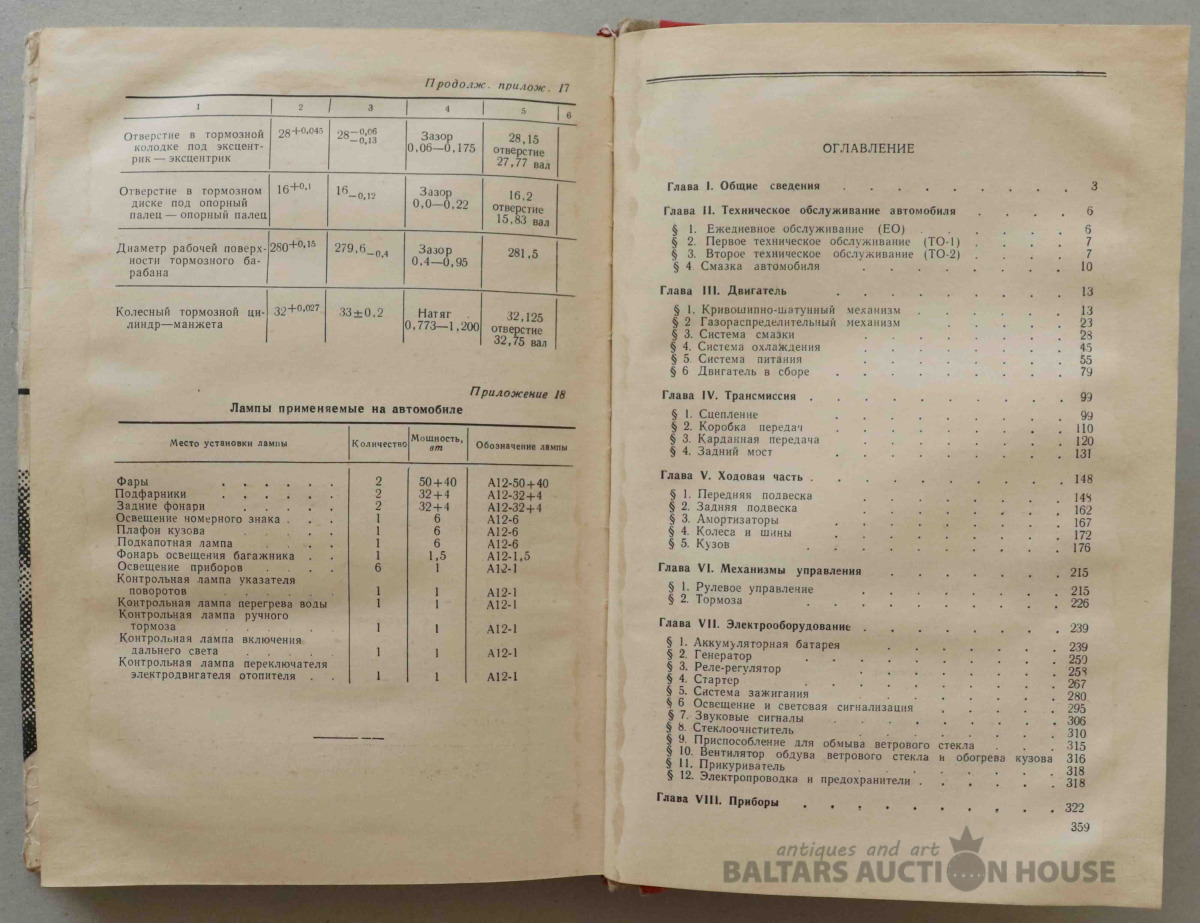 Продолж. прилож. 17
1 2 3 4 5 6
Отверстие в тормозной 28+0,045 28−0,06 Зазор 28,15
колодке под эксцент- −0,13 0,06—0,175 отверстие
рик — эксцентрик 27,77 вал
Отверстие в тормозном 16+0,1 16−0,12 Зазор 16.2
диске под опорный 0,0—0,22 отверстие
палец — опорный палец 15,83 вал
Диаметр рабочей поверх- 280+0,15 279,6−0,4 Зазор 281,5
ности тормозного ба- 0,4—0,95
рабана
Колесный тормозной ци- 32+0,027 33±0,2 Натяг 32,125
линдр—манжета 0,773—1,200 отверстие
32,75 вал
Приложение 18
Лампы применяемые на автомобиле
Место установки лампы Количество Мощность, вт Обозначение лампы
Фары . . . . . . 2 50+40 А12-50+40
Подфарники . . . . . . 2 32+4 А12-32+4
Задние фонари . . . . . 2 32+4 А12-32+4
Освещение номерного знака . . . 1 6 А12-6
Плафон кузова . . . . . 1 6 А12-6
Подкапотная лампа . . . . 1 6 А12-6
Фонарь освещения багажника . . 1 1,5 А12-1,5
Освещение приборов . . . . 6 1 А12-1
Контрольная лампа указателя
поворотов . . . . . . 1 1 А12-1
Контрольная лампа перегрева воды 1 1 А12-1
Контрольная лампа ручного
тормоза . . . . . . 1 1 А12-1
Контрольная лампа включения
дальнего света . . . . . 1 1 А12-1
Контрольная лампа переключателя
электродвигателя отопителя . . 1 1 А12-1
ОГЛАВЛЕНИЕ
Глава I. Общие сведения . . . . . . . . 3
Глава II. Техническое обслуживание автомобиля . . . . 6
§ 1. Ежедневное обслуживание (ЕО) . . . . . 6
§ 2. Первое техническое обслуживание (ТО-1) . . . . 7
§ 3. Второе техническое обслуживание (ТО-2) . . . . 7
§ 4. Смазка автомобиля . . . . . . . 10
Глава III. Двигатель . . . . . . . . 13
§ 1. Кривошипно-шатунный механизм . . . . . 13
§ 2 Газораспределительный механизм . . . . . 23
§ 3. Система смазки . . . . . . . 28
§ 4. Система охлаждения . . . . . . . 45
§ 5. Система питания . . . . . . . 55
§ 6 Двигатель в сборе . . . . . . . 79
Глава IV. Трансмиссия . . . . . . . . 99
§ 1. Сцепление . . . . . . . . 99
§ 2. Коробка передач . . . . . . . 110
§ 3. Карданная передача . . . . . . . 120
§ 4. Задний мост . . . . . . . . 131
Глава V. Ходовая часть . . . . . . . . 148
§ 1. Передняя подвеска . . . . . . . 148
§ 2. Задняя подвеска . . . . . . . 162
§ 3. Амортизаторы . . . . . . . 167
§ 4. Колеса и шины . . . . . . . 172
§ 5. Кузов . . . . . . . . 176
Глава VI. Механизмы управления . . . . . . 215
§ 1. Рулевое управление . . . . . . . 215
§ 2. Тормоза . . . . . . . . 226
Глава VII. Электрооборудование . . . . . . . 239
§ 1. Аккумуляторная батарея . . . . . . 239
§ 2. Генератор . . . . . . . . 250
§ 3. Реле-регулятор . . . . . . . 258
§ 4. Стартер . . . . . . . . 267
§ 5. Система зажигания . . . . . . . 280
§ 6 Освещение и световая сигнализация . . . . 295
§ 7. Звуковые сигналы . . . . . . . 306
§ 8. Стеклоочиститель . . . . . . . 310
§ 9. Приспособление для обмыва ветрового стекла . . . 315
§ 10. Вентилятор обдува ветрового стекла и обогрева кузова 316
§ 11. Прикуриватель . . . . . . . 318
§ 12. Электропроводка и предохранители . . . . . 318
Глава VIII. Приборы . . . . . . . . 322
359
antiques and art
BALTARS AUCTION HOUSE